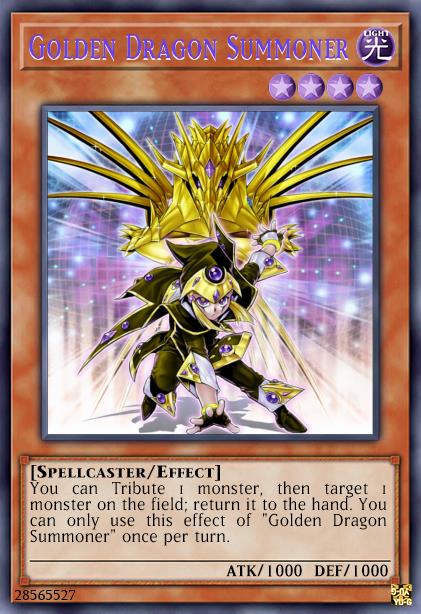 Golden Dragon Summoner
LIGHT
光
[Spellcaster/Effect]
You can Tribute 1 monster, then target 1
monster on the field; return it to the hand. You
can only use this effect of "Golden Dragon
Summoner" once per turn.
ATK/1000 DEF/1000
28565527